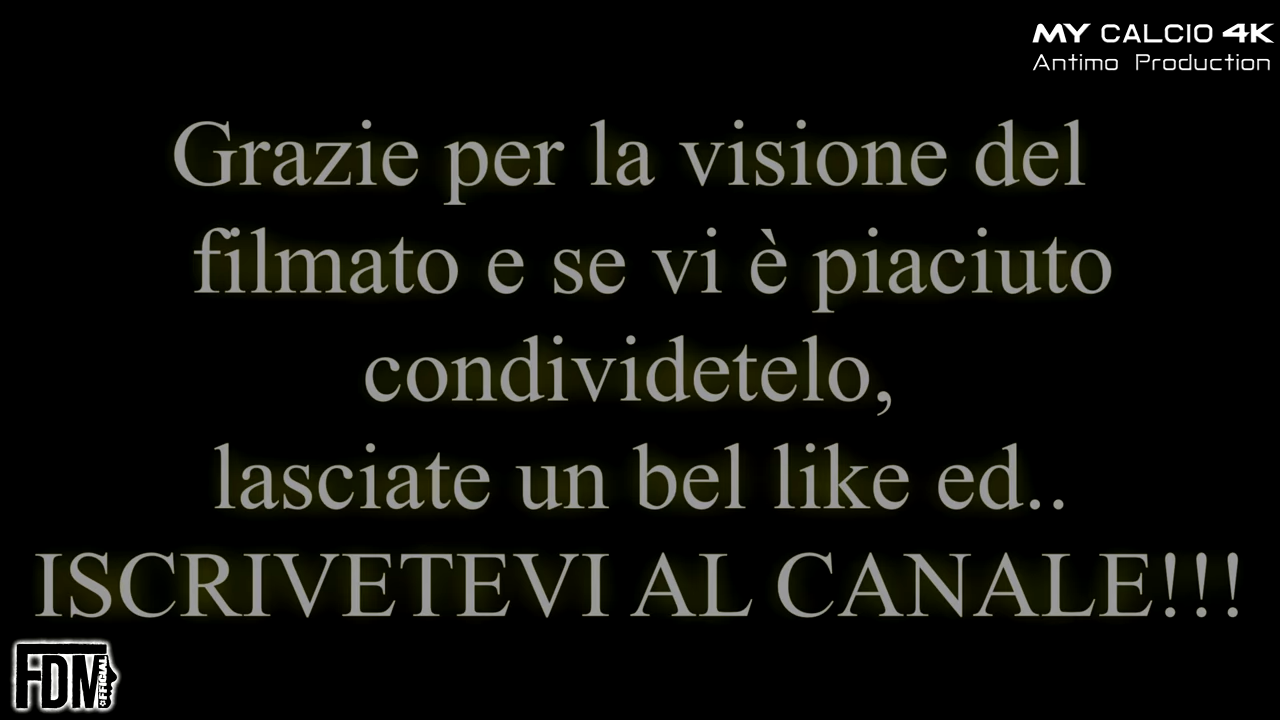 MY CALCIO 4K
Antimo Production
Grazie per la visione del
filmato e se vi è piaciuto
condividetelo,
lasciate un bel like ed..
ISCRIVETEVI AL CANALE!!!
FDM
OFFICIAL